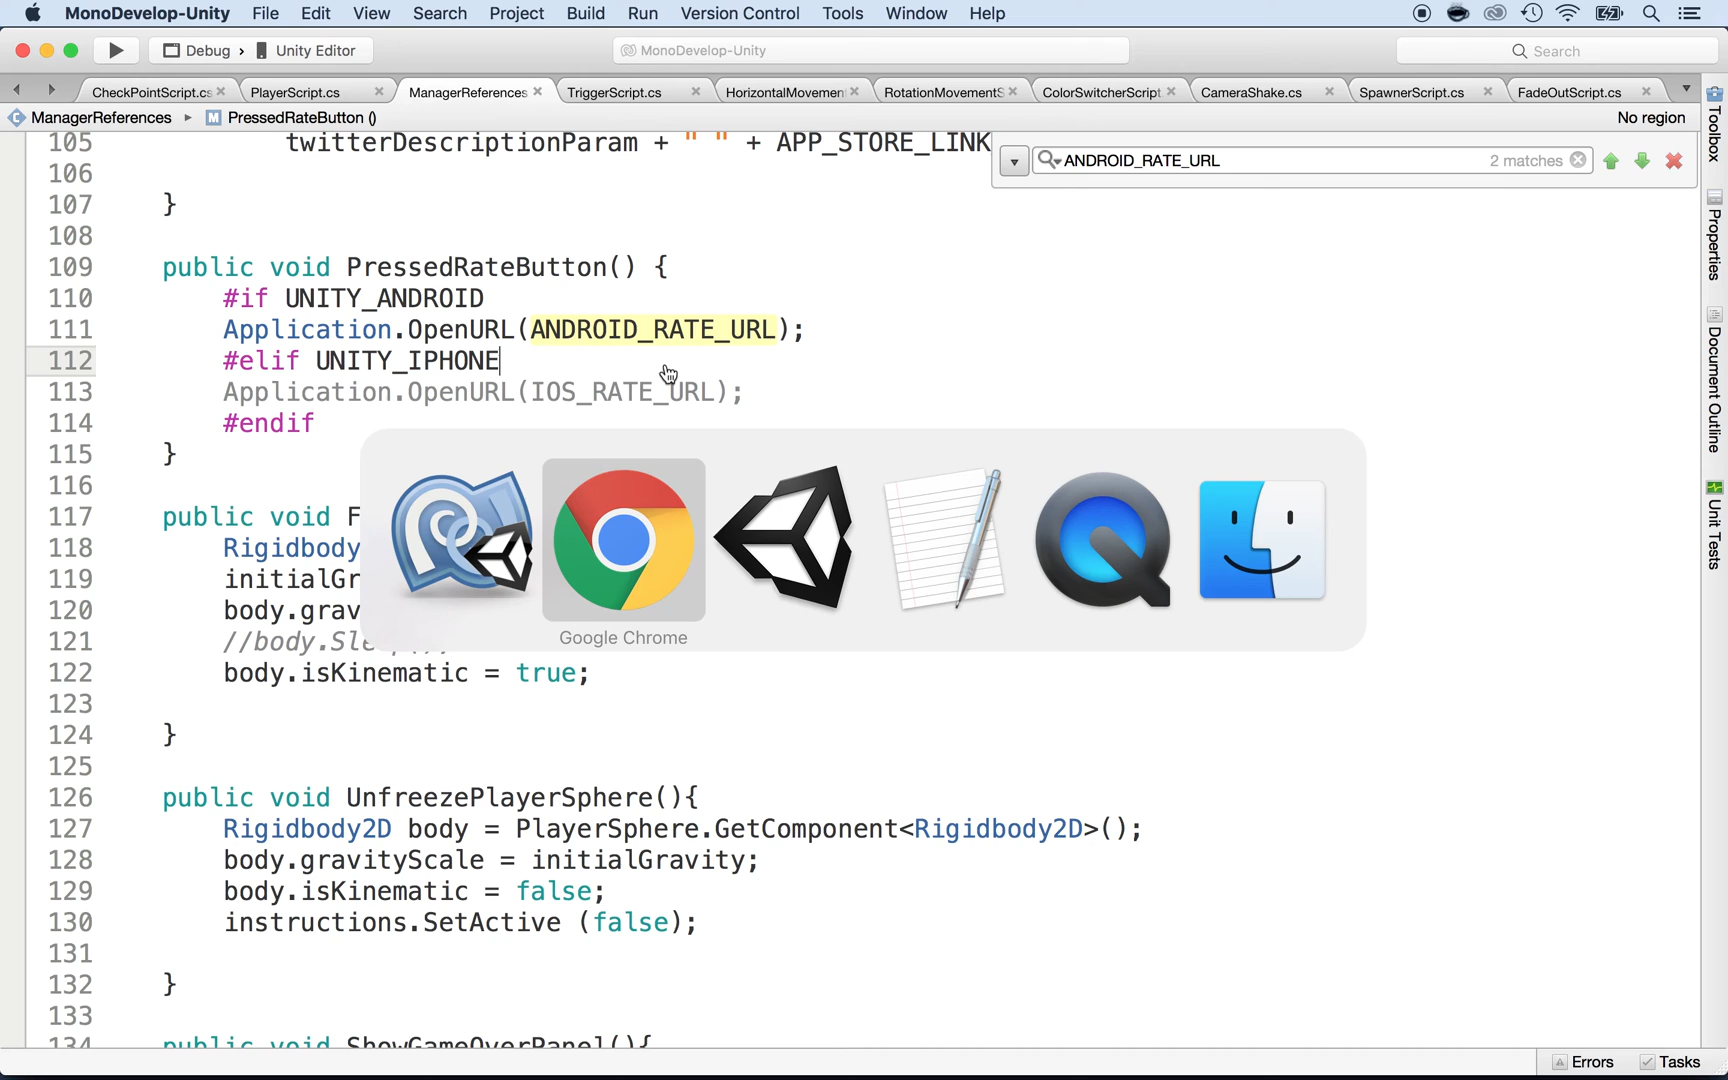 MonoDevelop-Unity File Edit View Search Project Build Run Version Control Tools Window Help
Debug › Unity Editor MonoDevelop-Unity Search
CheckPointScript.cs PlayerScript.cs ManagerReferences TriggerScript.cs HorizontalMovement RotationMovementS ColorSwitcherScript CameraShake.cs SpawnerScript.cs FadeOutScript.cs
ManagerReferences ▸ M PressedRateButton () No region
ANDROID_RATE_URL 2 matches
105 twitterDescriptionParam + " " + APP_STORE_LINK
106
107 }
108
109 public void PressedRateButton() {
110 #if UNITY_ANDROID
111 Application.OpenURL(ANDROID_RATE_URL);
112 #elif UNITY_IPHONE
113 Application.OpenURL(IOS_RATE_URL);
114 #endif
115 }
116
117 public void F
118 Rigidbody
119 initialGr
120 body.grav
121 //body.Sleep();
122 body.isKinematic = true;
123
124 }
125
126 public void UnfreezePlayerSphere(){
127 Rigidbody2D body = PlayerSphere.GetComponent<Rigidbody2D>();
128 body.gravityScale = initialGravity;
129 body.isKinematic = false;
130 instructions.SetActive (false);
131
132 }
133
134 public void ShowGameOverPanel(){
Google Chrome
Toolbox
Properties
Document Outline
Unit Tests
Errors Tasks